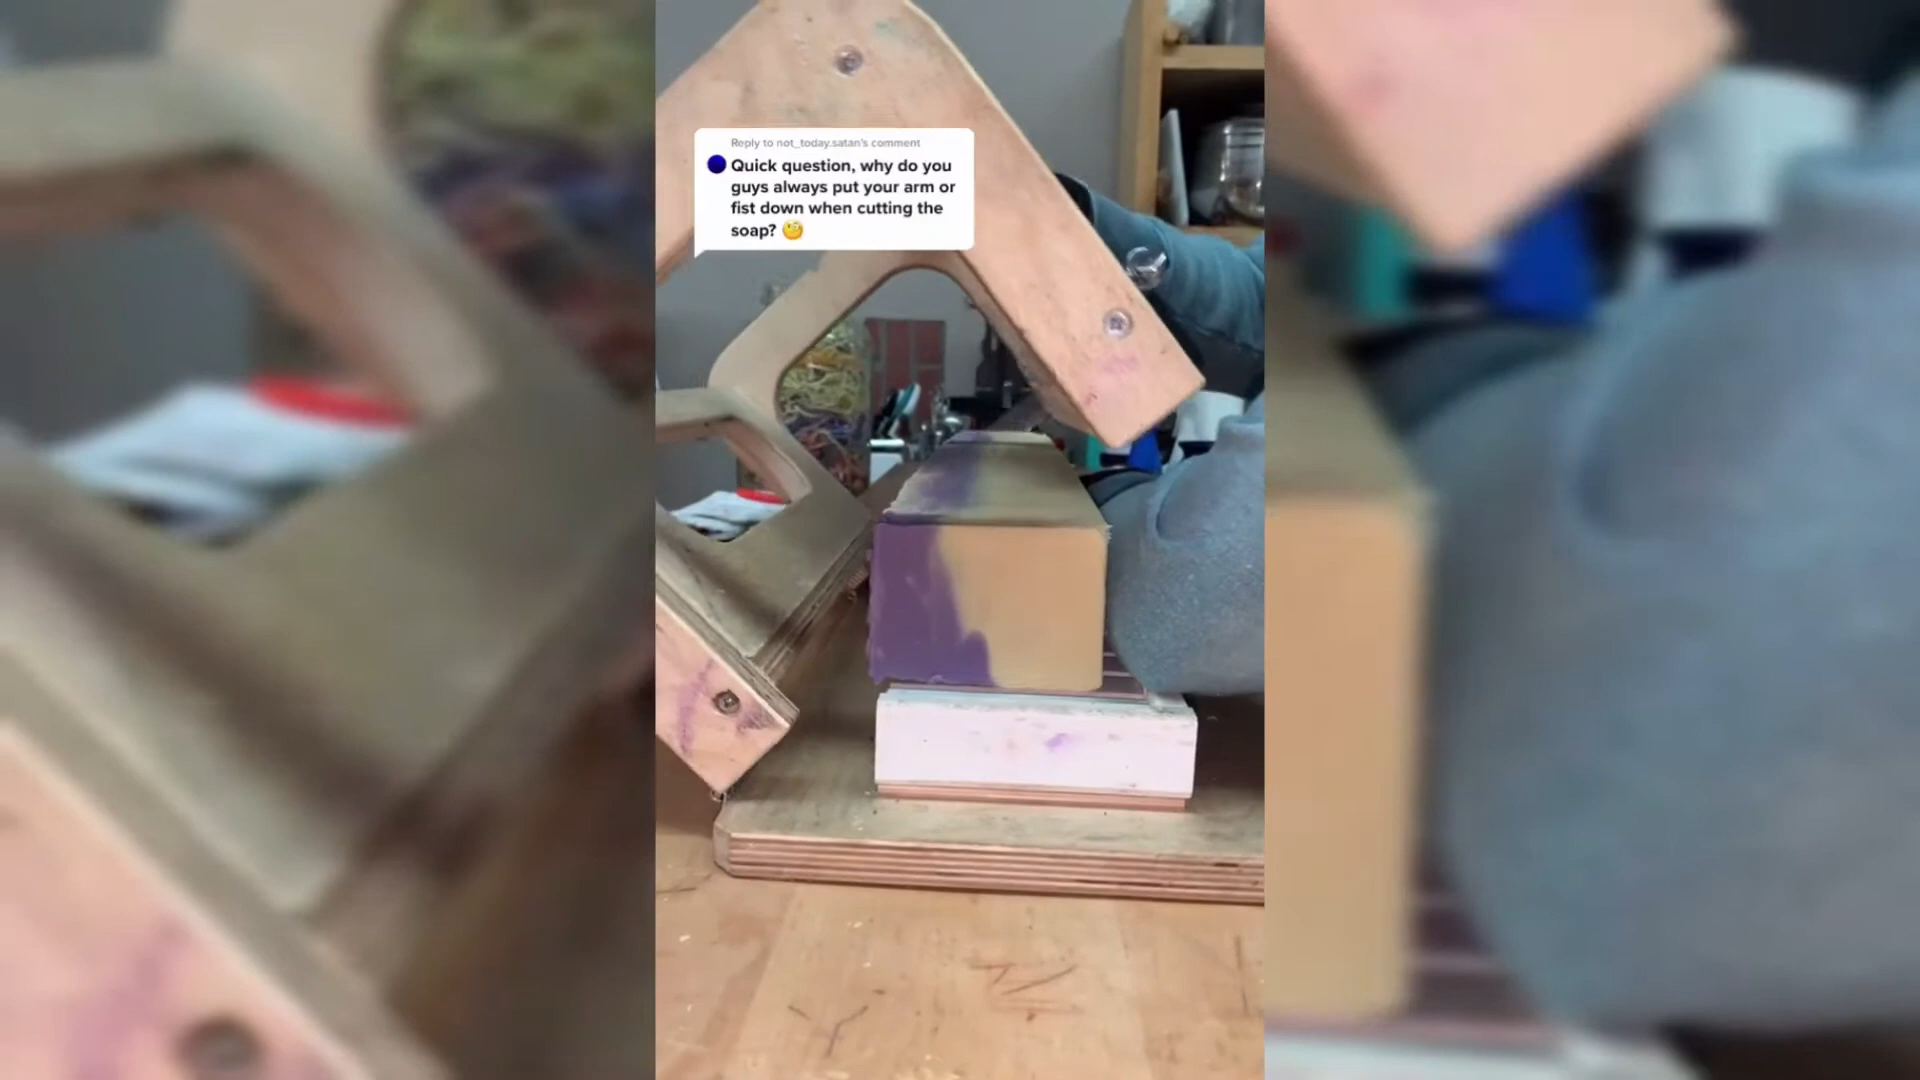 Reply to not_today.satan's comment
Quick question, why do you
guys always put your arm or
fist down when cutting the
soap? 🧐